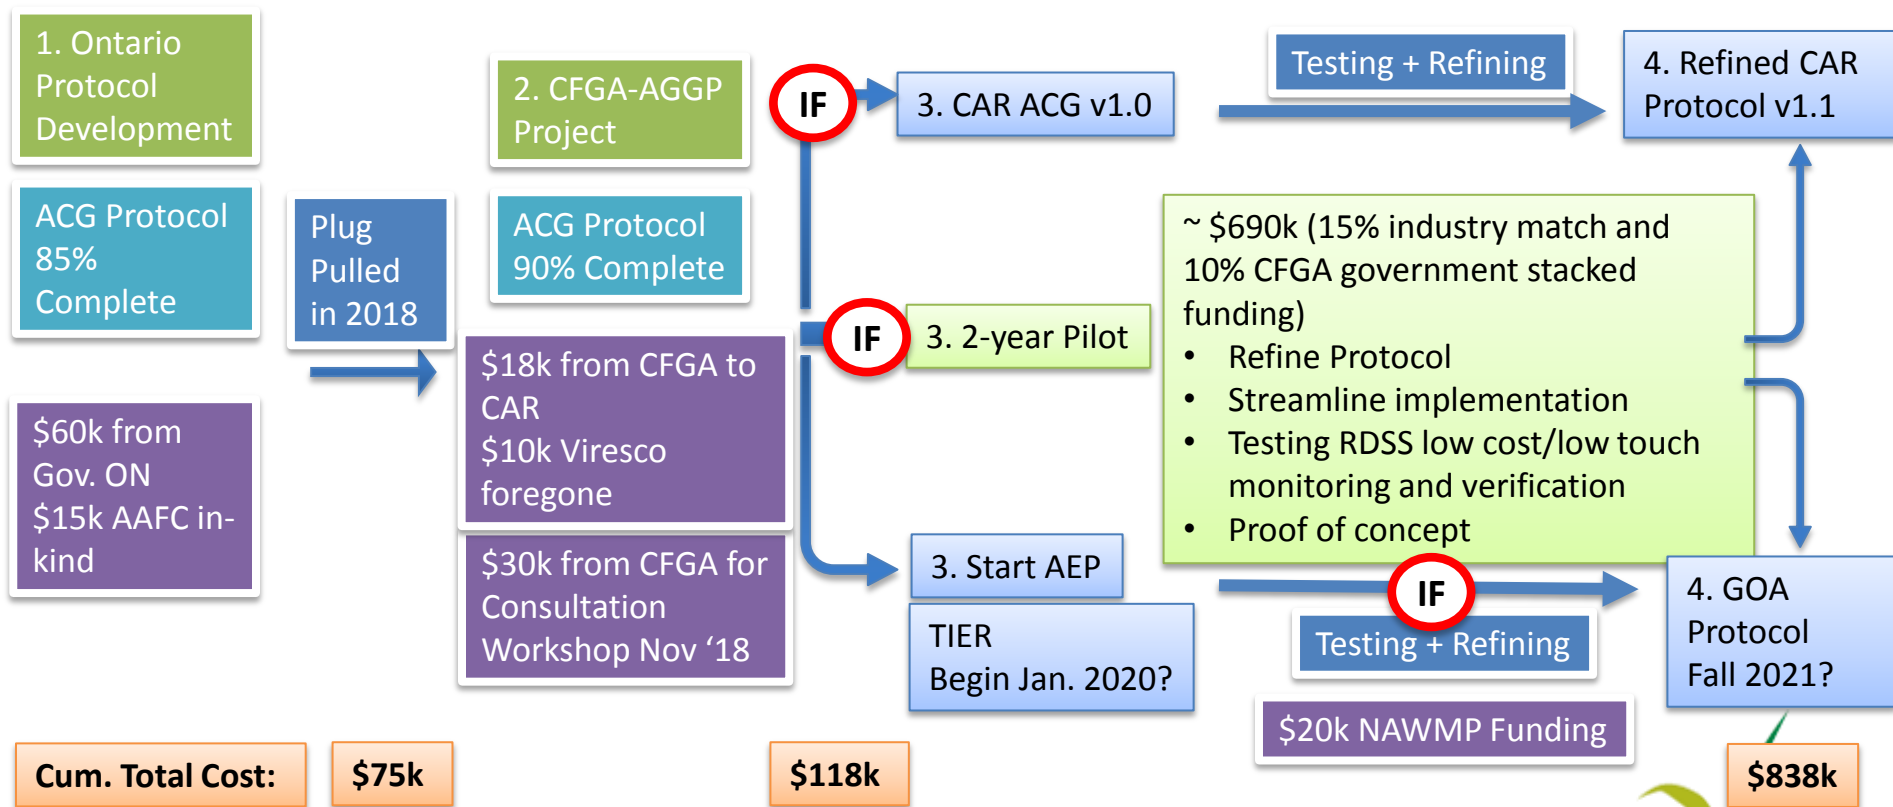 1. Ontario
Protocol
Development
ACG Protocol
85%
Complete
$60k from
Gov. ON
$15k AAFC in-
kind
Plug
Pulled
in 2018
2. CFGA-AGGP
Project
ACG Protocol
90% Complete
$18k from CFGA to
CAR
$10k Viresco
foregone
$30k from CFGA for
Consultation
Workshop Nov ‘18
IF
3. CAR ACG v1.0
Testing + Refining
4. Refined CAR
Protocol v1.1
IF
3. 2-year Pilot
~ $690k (15% industry match and
10% CFGA government stacked
funding)
• Refine Protocol
• Streamline implementation
• Testing RDSS low cost/low touch
monitoring and verification
• Proof of concept
3. Start AEP
TIER
Begin Jan. 2020?
IF
Testing + Refining
$20k NAWMP Funding
4. GOA
Protocol
Fall 2021?
Cum. Total Cost:
$75k
$118k
$838k